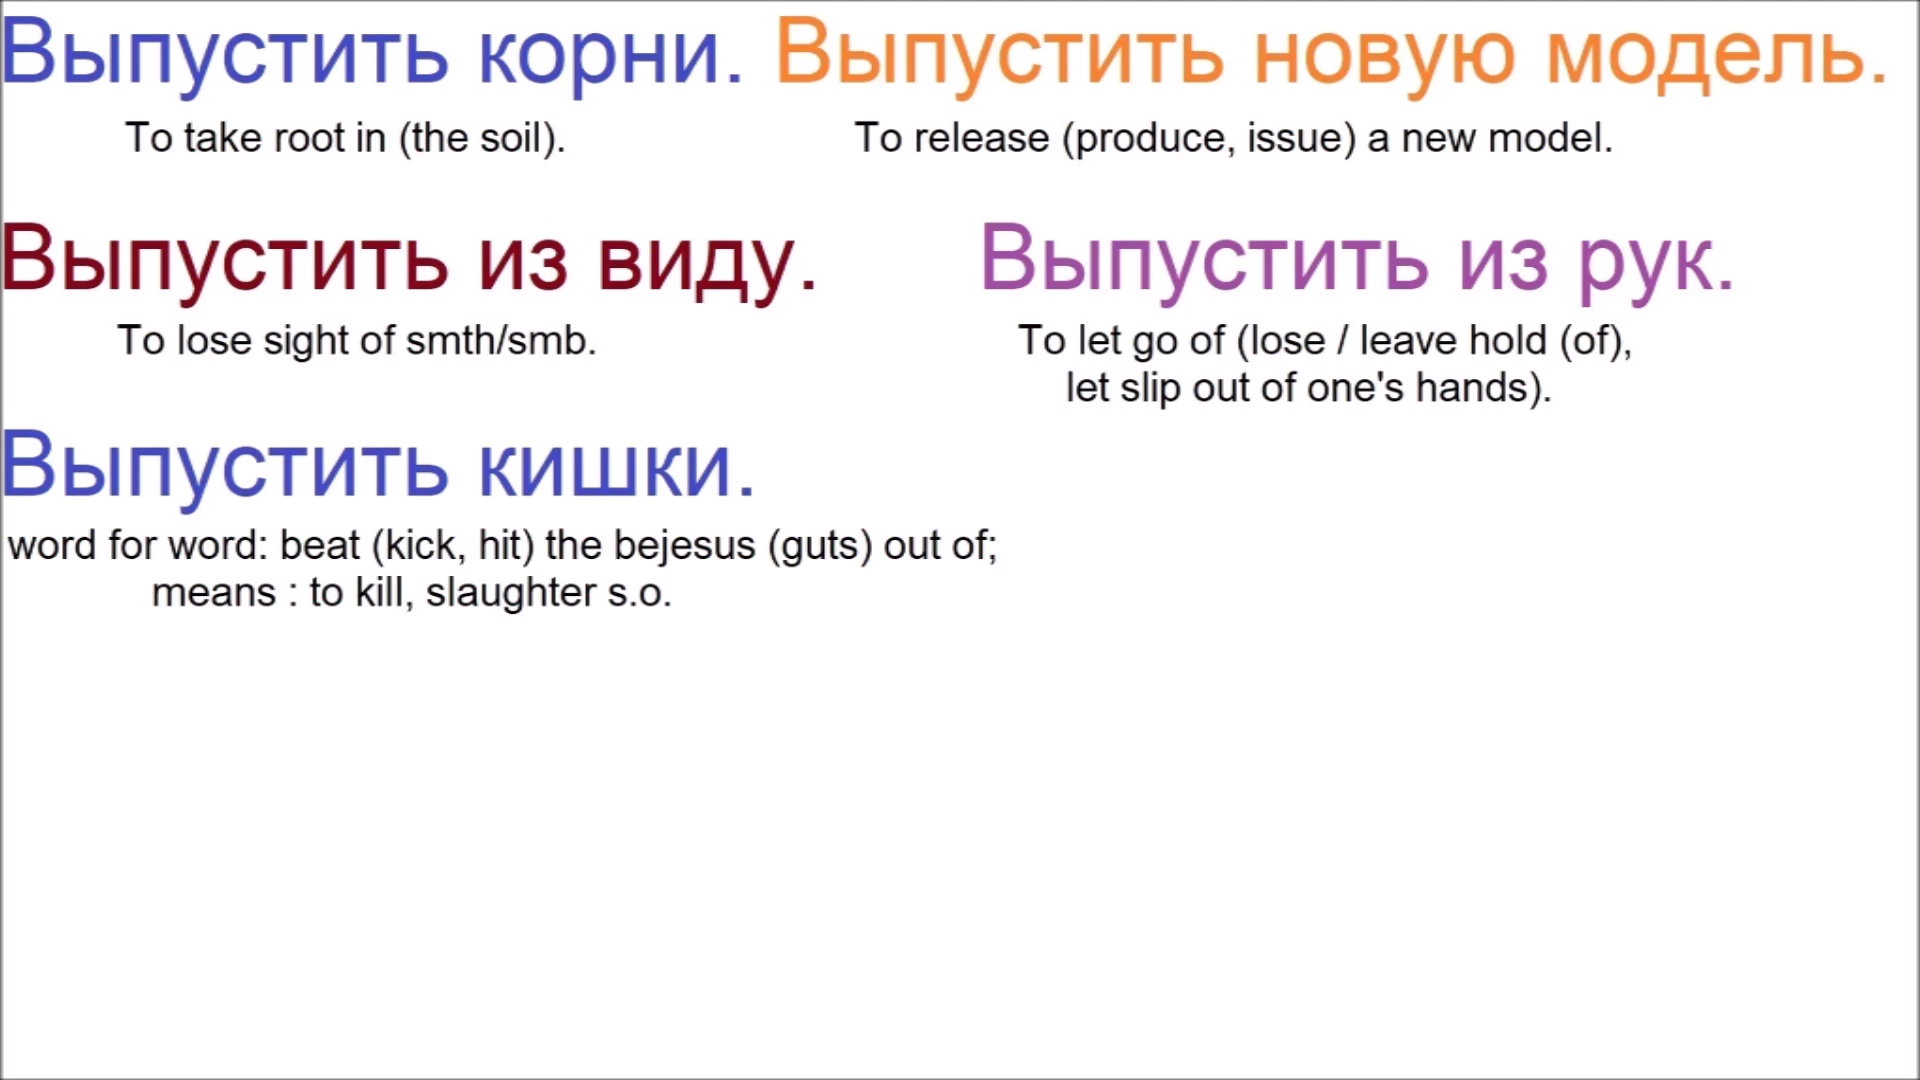 Выпустить корни. Выпустить новую модель.
To take root in (the soil). To release (produce, issue) a new model.
Выпустить из виду. Выпустить из рук.
To lose sight of smth/smb. To let go of (lose / leave hold (of),
let slip out of one's hands).
Выпустить кишки.
word for word: beat (kick, hit) the bejesus (guts) out of;
means : to kill, slaughter s.o.